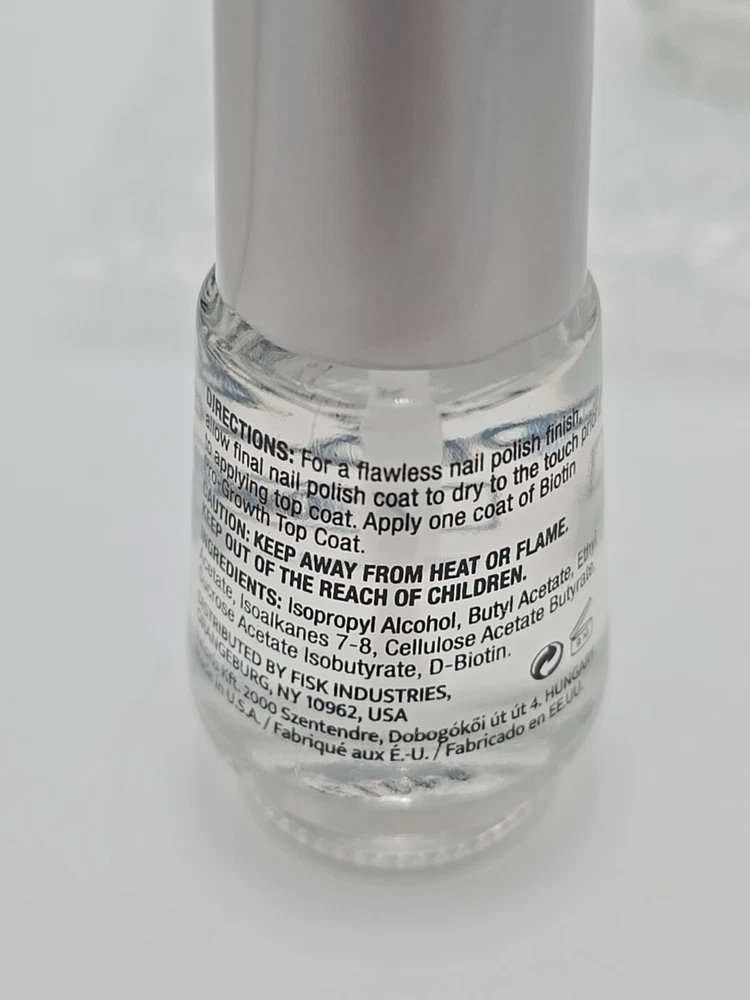 DIRECTIONS: For a flawless nail polish finish,
allow final nail polish coat to dry to the touch prior
to applying top coat. Apply one coat of Biotin
Pro-Growth Top Coat.
CAUTION: KEEP AWAY FROM HEAT OR FLAME.
KEEP OUT OF THE REACH OF CHILDREN.
INGREDIENTS: Isopropyl Alcohol, Butyl Acetate, Ethyl
Acetate, Isoalkanes 7-8, Cellulose Acetate Butyrate,
Sucrose Acetate Isobutyrate, D-Biotin.
DISTRIBUTED BY FISK INDUSTRIES,
ORANGEBURG, NY 10962, USA
Kft. 2000 Szentendre, Dobogókõi út út 4. HUNGARY
Made in U.S.A. / Fabriqué aux É.-U. / Fabricado en EE.UU.